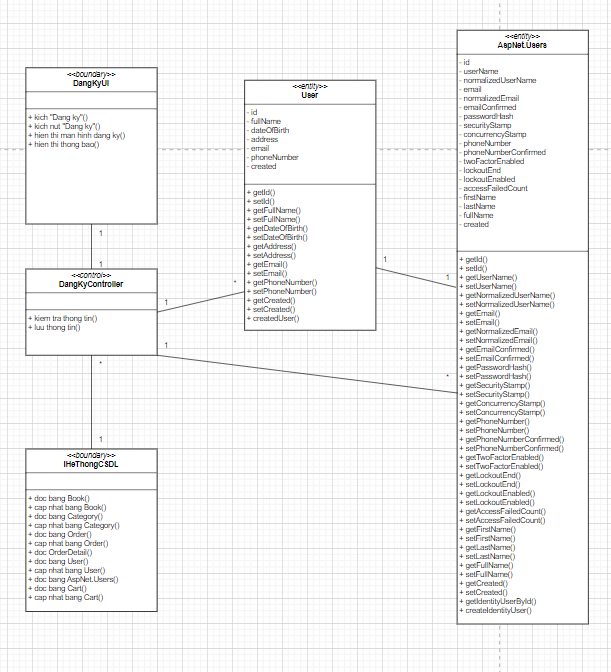 <<boundary>>
DangKyUI
+ kich "Dang ky"()
+ kich nut "Dang ky"()
+ hien thi man hinh dang ky()
+ hien thi thong bao()
1
1
<<control>>
DangKyController
+ kiem tra thong tin()
+ luu thong tin()
1
*
1
*
*
1
<<boundary>>
IHeThongCSDL
+ doc bang Book()
+ cap nhat bang Book()
+ doc bang Category()
+ cap nhat bang Category()
+ doc bang Order()
+ cap nhat bang Order()
+ doc OrderDetail()
+ doc bang User()
+ cap nhat bang User()
+ doc bang AspNet.Users()
+ doc bang Cart()
+ cap nhat bang Cart()
<<entity>>
User
- id
- fullName
- dateOfBirth
- address
- email
- phoneNumber
- created
+ getId()
+ setId()
+ getFullName()
+ setFullName()
+ getDateOfBirth()
+ setDateOfBirth()
+ getAddress()
+ setAddress()
+ getEmail()
+ setEmail()
+ getPhoneNumber()
+ setPhoneNumber()
+ getCreated()
+ setCreated()
+ createdUser()
1
1
<<entity>>
AspNet.Users
- id
- userName
- normalizedUserName
- email
- normalizedEmail
- emailConfirmed
- passwordHash
- securityStamp
- concurrencyStamp
- phoneNumber
- phoneNumberConfirmed
- twoFactorEnabled
- lockoutEnd
- lockoutEnabled
- accessFailedCount
- firstName
- lastName
- fullName
- created
+ getId()
+ setId()
+ getUserName()
+ setUserName()
+ getNormalizedUserName()
+ setNormalizedUserName()
+ getEmail()
+ setEmail()
+ getNormalizedEmail()
+ setNormalizedEmail()
+ getEmailConfirmed()
+ setEmailConfirmed()
+ getPasswordHash()
+ setPasswordHash()
+ getSecurityStamp()
+ setSecurityStamp()
+ getConcurrencyStamp()
+ setConcurrencyStamp()
+ getPhoneNumber()
+ setPhoneNumber()
+ getPhoneNumberConfirmed()
+ setPhoneNumberConfirmed()
+ getTwoFactorEnabled()
+ setTwoFactorEnabled()
+ getLockoutEnd()
+ setLockoutEnd()
+ getLockoutEnabled()
+ setLockoutEnabled()
+ getAccessFailedCount()
+ setAccessFailedCount()
+ getFirstName()
+ setFirstName()
+ getLastName()
+ setLastName()
+ getFullName()
+ setFullName()
+ getCreated()
+ setCreated()
+ getIdentityUserById()
+ createIdentityUser()